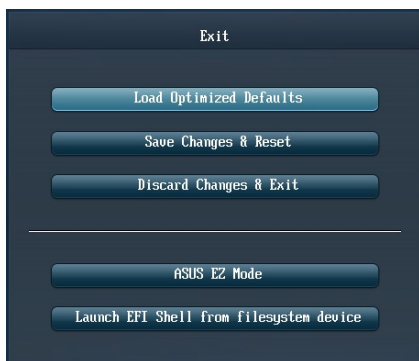 Exit
Load Optimized Defaults
Save Changes & Reset
Discard Changes & Exit
ASUS EZ Mode
Launch EFI Shell from filesystem device